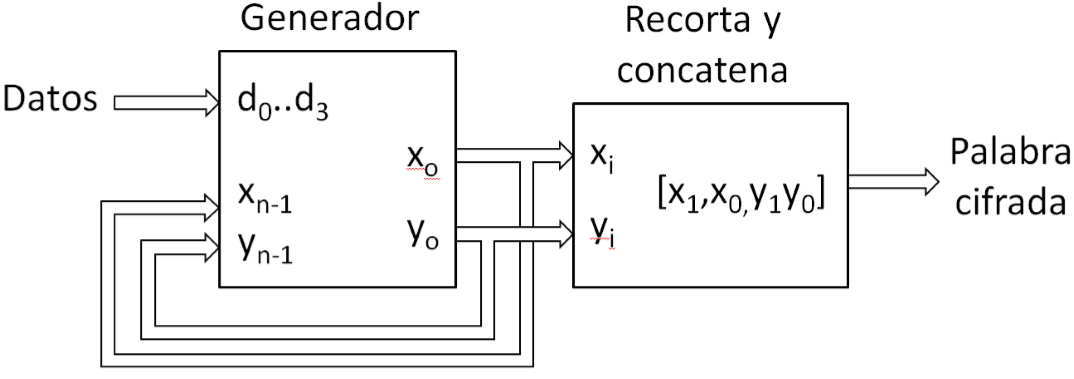 Generador
Recorta y
concatena
Datos
d0..d3
xo
xn-1
yo
yn-1
xi
[x1,x0,y1y0]
yi
Palabra
cifrada